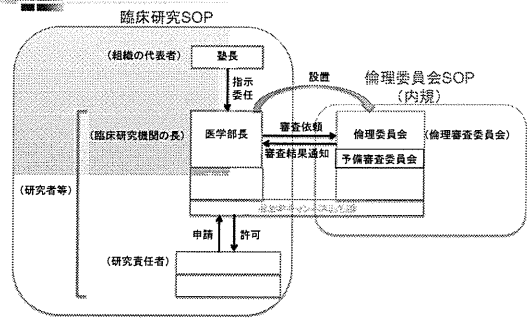 臨床研究SOP
(組織の代表者)
塾長
指示
委任
設置
倫理委員会SOP
(内規)
(臨床研究機関の長)
医学部長
審査依頼
審査結果通知
倫理委員会
(倫理審査委員会)
予備審査委員会
(研究者等)
申請
許可
(研究責任者)